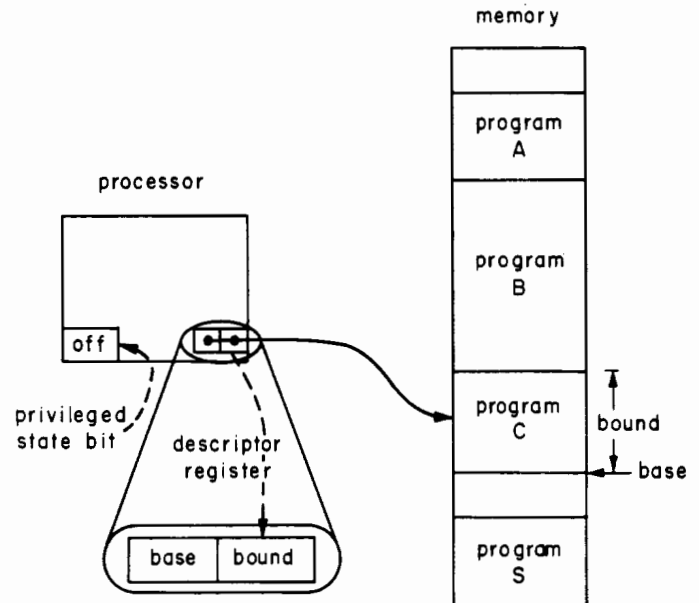 memory
program
A
processor
program
B
off
program
C
bound
privileged
state bit
descriptor
register
base
base
bound
program
S